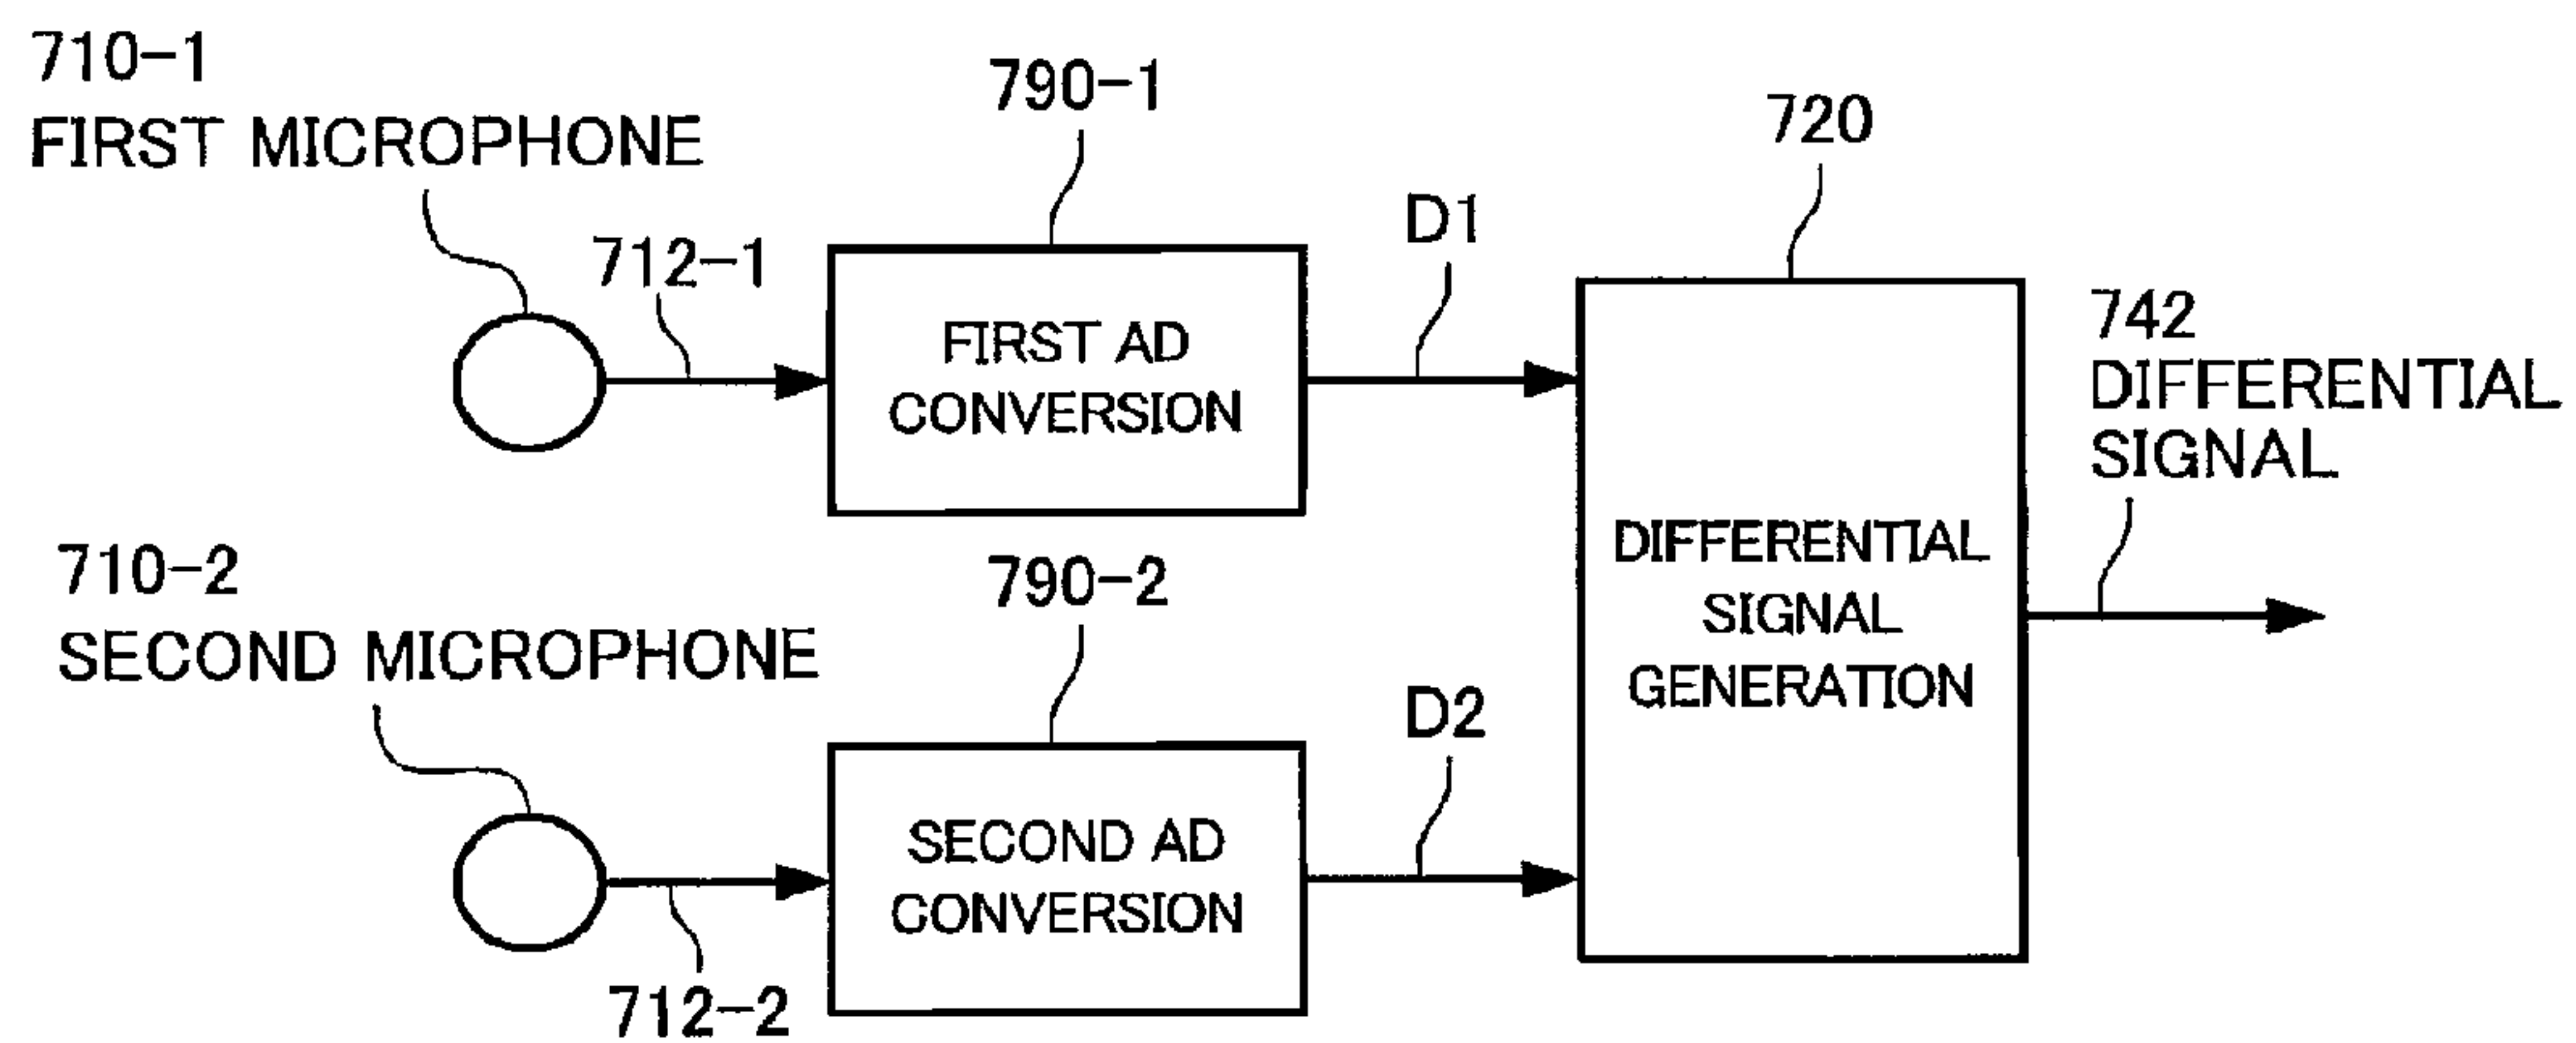 710-1
FIRST MICROPHONE
712-1
790-1
FIRST AD
CONVERSION
D1
720
742
DIFFERENTIAL
SIGNAL
DIFFERENTIAL
SIGNAL
GENERATION
710-2
SECOND MICROPHONE
712-2
790-2
SECOND AD
CONVERSION
D2